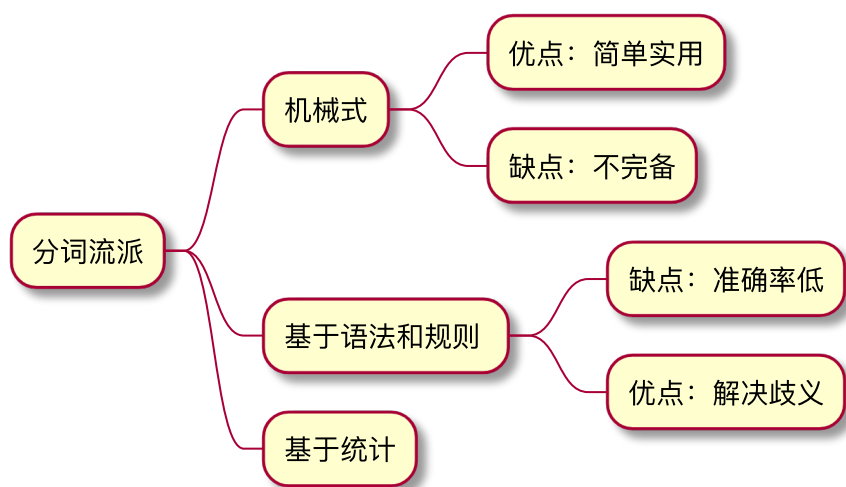 分词流派
机械式
优点：简单实用
缺点：不完备
基于语法和规则
缺点：准确率低
优点：解决歧义
基于统计